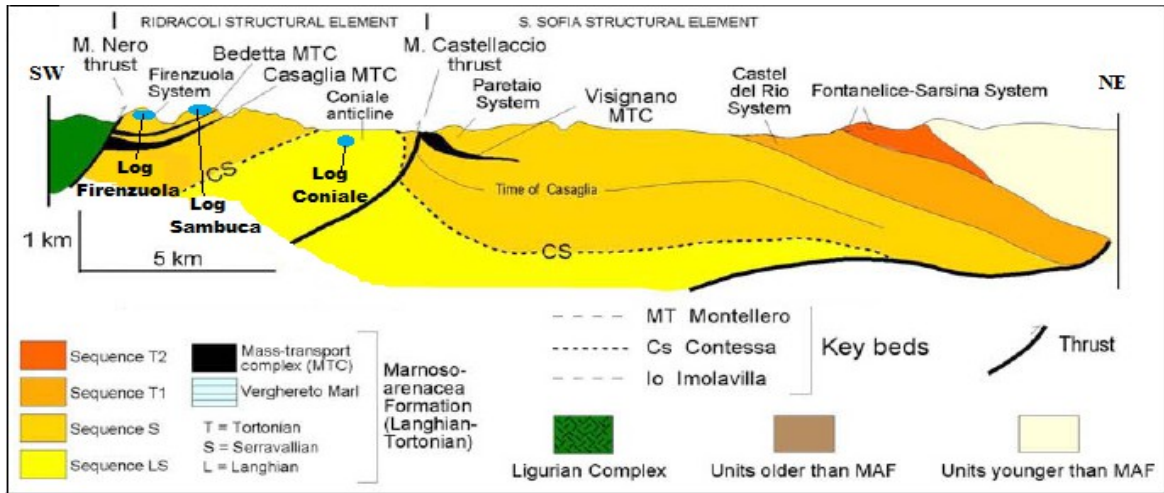 RIDRACOLI STRUCTURAL ELEMENT
S. SOFIA STRUCTURAL ELEMENT
M. Nero
thrust
SW
Firenzuola
System
Bedetta MTC
Casaglia MTC
Coniale
anticline
M. Castellaccio
thrust
Paretaio
System
Visignano
MTC
Castel
del Rio
System
Fontanelice-Sarsina System
NE
Log
Firenzuola
CS
Log
Sambuca
Log
Coniale
Time of Casaglia
CS
1 km
5 km
Sequence T2
Sequence T1
Sequence S
Sequence LS
Mass-transport
complex (MTC)
Verghereto Marl
T = Tortonian
S = Serravallian
L = Langhian
Marnoso-
arenacea
Formation
(Langhian-
Tortonian)
MT Montellero
Cs Contessa
Io Imolavilla
Key beds
Thrust
Ligurian Complex
Units older than MAF
Units younger than MAF